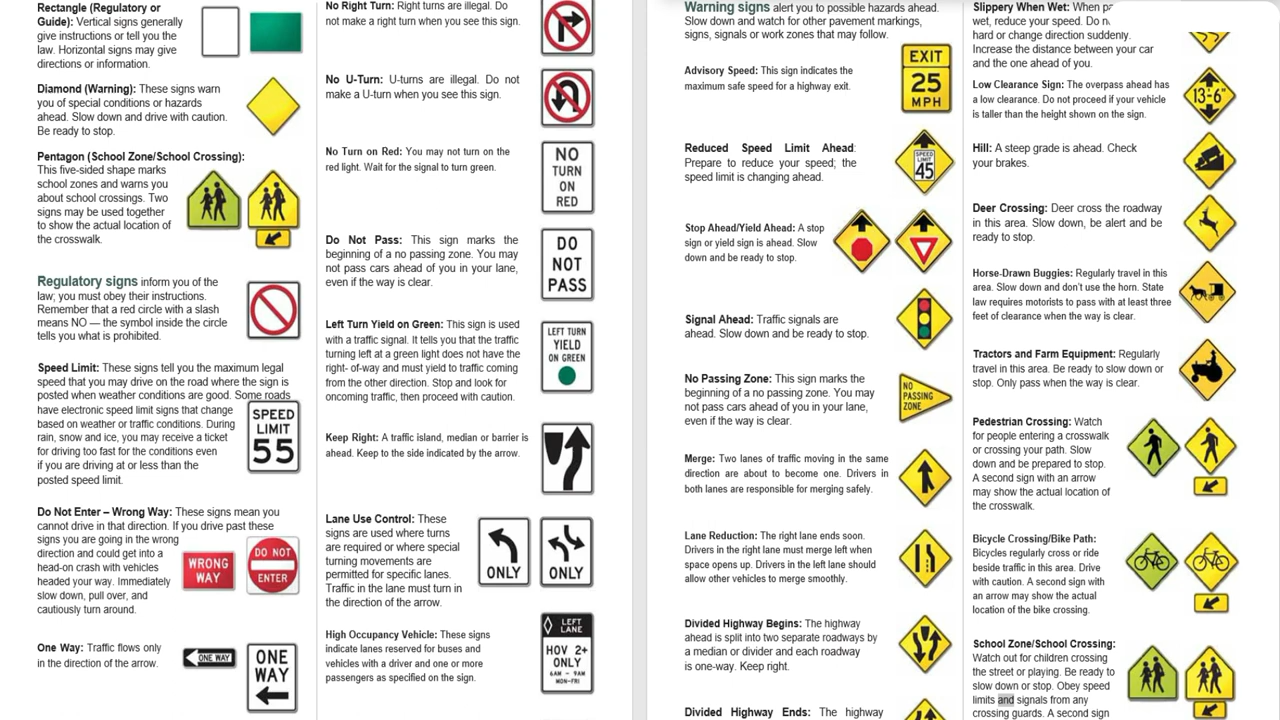 Rectangle (Regulatory or
Guide): Vertical signs generally
give instructions or tell you the
law. Horizontal signs may give
directions or information.
Diamond (Warning): These signs warn
you of special conditions or hazards
ahead. Slow down and drive with caution.
Be ready to stop.
Pentagon (School Zone/School Crossing):
This five-sided shape marks
school zones and warns you
about school crossings. Two
signs may be used together
to show the actual location of
the crosswalk.
Regulatory signs inform you of the
law; you must obey their instructions.
Remember that a red circle with a slash
means NO — the symbol inside the circle
tells you what is prohibited.
Speed Limit: These signs tell you the maximum legal
speed that you may drive on the road where the sign is
posted when weather conditions are good. Some roads
have electronic speed limit signs that change
based on weather or traffic conditions. During
rain, snow and ice, you may receive a ticket
for driving too fast for the conditions even
if you are driving at or less than the
posted speed limit.
SPEED
LIMIT
55
Do Not Enter – Wrong Way: These signs mean you
cannot drive in that direction. If you drive past these
signs you are going in the wrong
direction and could get into a
head-on crash with vehicles
headed your way. Immediately
slow down, pull over, and
cautiously turn around.
WRONG
WAY
DO NOT
ENTER
One Way: Traffic flows only
in the direction of the arrow.
ONE WAY
ONE
WAY
No Right Turn: Right turns are illegal. Do
not make a right turn when you see this sign.
No U-Turn: U-turns are illegal. Do not
make a U-turn when you see this sign.
No Turn on Red: You may not turn on the
red light. Wait for the signal to turn green.
NO
TURN
ON
RED
Do Not Pass: This sign marks the
beginning of a no passing zone. You may
not pass cars ahead of you in your lane,
even if the way is clear.
DO
NOT
PASS
Left Turn Yield on Green: This sign is used
with a traffic signal. It tells you that the traffic
turning left at a green light does not have the
right- of-way and must yield to traffic coming
from the other direction. Stop and look for
oncoming traffic, then proceed with caution.
LEFT TURN
YIELD
ON GREEN
Keep Right: A traffic island, median or barrier is
ahead. Keep to the side indicated by the arrow.
Lane Use Control: These
signs are used where turns
are required or where special
turning movements are
permitted for specific lanes.
Traffic in the lane must turn in
the direction of the arrow.
ONLY
ONLY
High Occupancy Vehicle: These signs
indicate lanes reserved for buses and
vehicles with a driver and one or more
passengers as specified on the sign.
LEFT
LANE
HOV 2+
ONLY
6AM - 9AM
MON-FRI
Warning signs alert you to possible hazards ahead.
Slow down and watch for other pavement markings,
signs, signals or work zones that may follow.
Advisory Speed: This sign indicates the
maximum safe speed for a highway exit.
EXIT
25
MPH
Reduced Speed Limit Ahead:
Prepare to reduce your speed; the
speed limit is changing ahead.
SPEED
LIMIT
45
Stop Ahead/Yield Ahead: A stop
sign or yield sign is ahead. Slow
down and be ready to stop.
Signal Ahead: Traffic signals are
ahead. Slow down and be ready to stop.
No Passing Zone: This sign marks the
beginning of a no passing zone. You may
not pass cars ahead of you in your lane,
even if the way is clear.
NO
PASSING
ZONE
Merge: Two lanes of traffic moving in the same
direction are about to become one. Drivers in
both lanes are responsible for merging safely.
Lane Reduction: The right lane ends soon.
Drivers in the right lane must merge left when
space opens up. Drivers in the left lane should
allow other vehicles to merge smoothly.
Divided Highway Begins: The highway
ahead is split into two separate roadways by
a median or divider and each roadway
is one-way. Keep right.
Divided Highway Ends: The highway
Slippery When Wet: When
wet, reduce your speed. Do
hard or change direction suddenly.
Increase the distance between your car
and the one ahead of you.
Low Clearance Sign: The overpass ahead has
a low clearance. Do not proceed if your vehicle
is taller than the height shown on the sign.
13'-6"
Hill: A steep grade is ahead. Check
your brakes.
Deer Crossing: Deer cross the roadway
in this area. Slow down, be alert and be
ready to stop.
Horse-Drawn Buggies: Regularly travel in this
area. Slow down and don't use the horn. State
law requires motorists to pass with at least three
feet of clearance when the way is clear.
Tractors and Farm Equipment: Regularly
travel in this area. Be ready to slow down or
stop. Only pass when the way is clear.
Pedestrian Crossing: Watch
for people entering a crosswalk
or crossing your path. Slow
down and be prepared to stop.
A second sign with an arrow
may show the actual location of
the crosswalk.
Bicycle Crossing/Bike Path:
Bicycles regularly cross or ride
beside traffic in this area. Drive
with caution. A second sign with
an arrow may show the actual
location of the bike crossing.
School Zone/School Crossing:
Watch out for children crossing
the street or playing. Be ready to
slow down or stop. Obey speed
limits and signals from any
crossing guards. A second sign